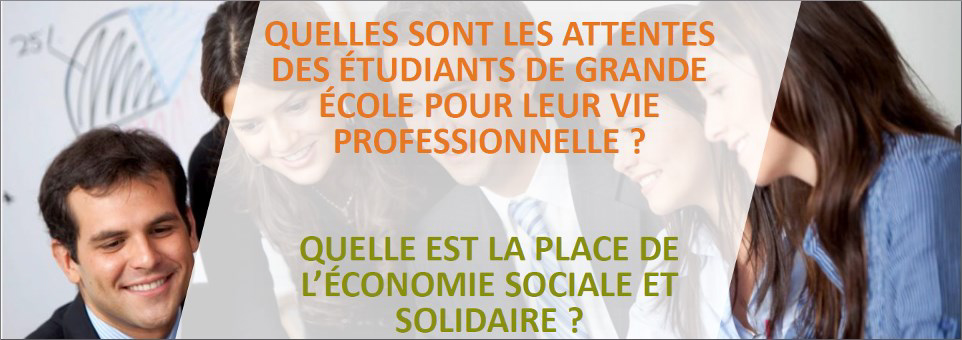 25%
QUELLES SONT LES ATTENTES
DES ÉTUDIANTS DE GRANDE
ÉCOLE POUR LEUR VIE
PROFESSIONNELLE ?
QUELLE EST LA PLACE DE
L’ÉCONOMIE SOCIALE ET
SOLIDAIRE ?